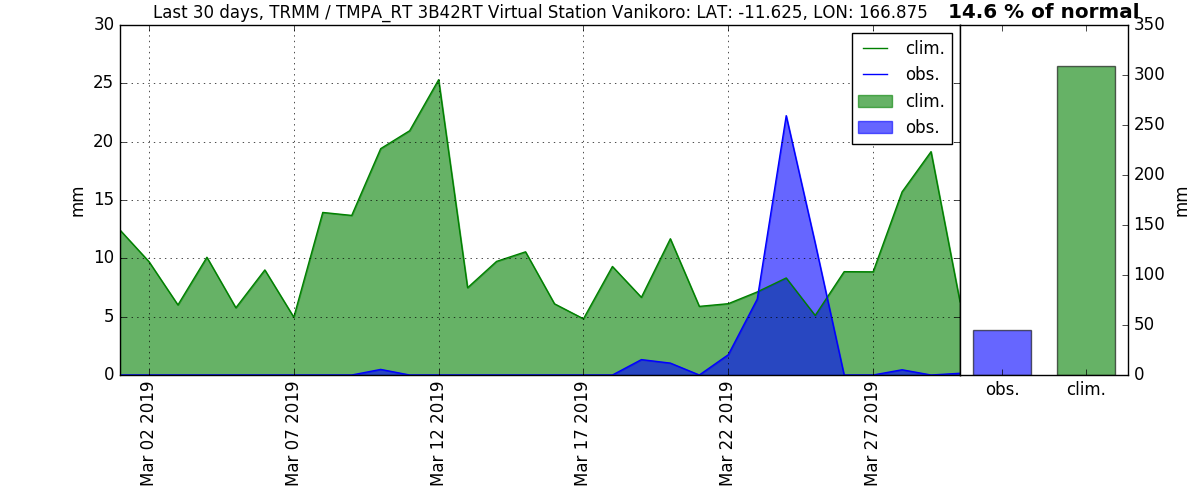 Last 30 days, TRMM / TMPA_RT 3B42RT Virtual Station Vanikoro: LAT: -11.625, LON: 166.875
14.6 % of normal
30
25
20
15
10
5
0
mm
clim.
obs.
clim.
obs.
Mar 02 2019
Mar 07 2019
Mar 12 2019
Mar 17 2019
Mar 22 2019
Mar 27 2019
350
300
250
200
150
100
50
0
mm
obs.
clim.